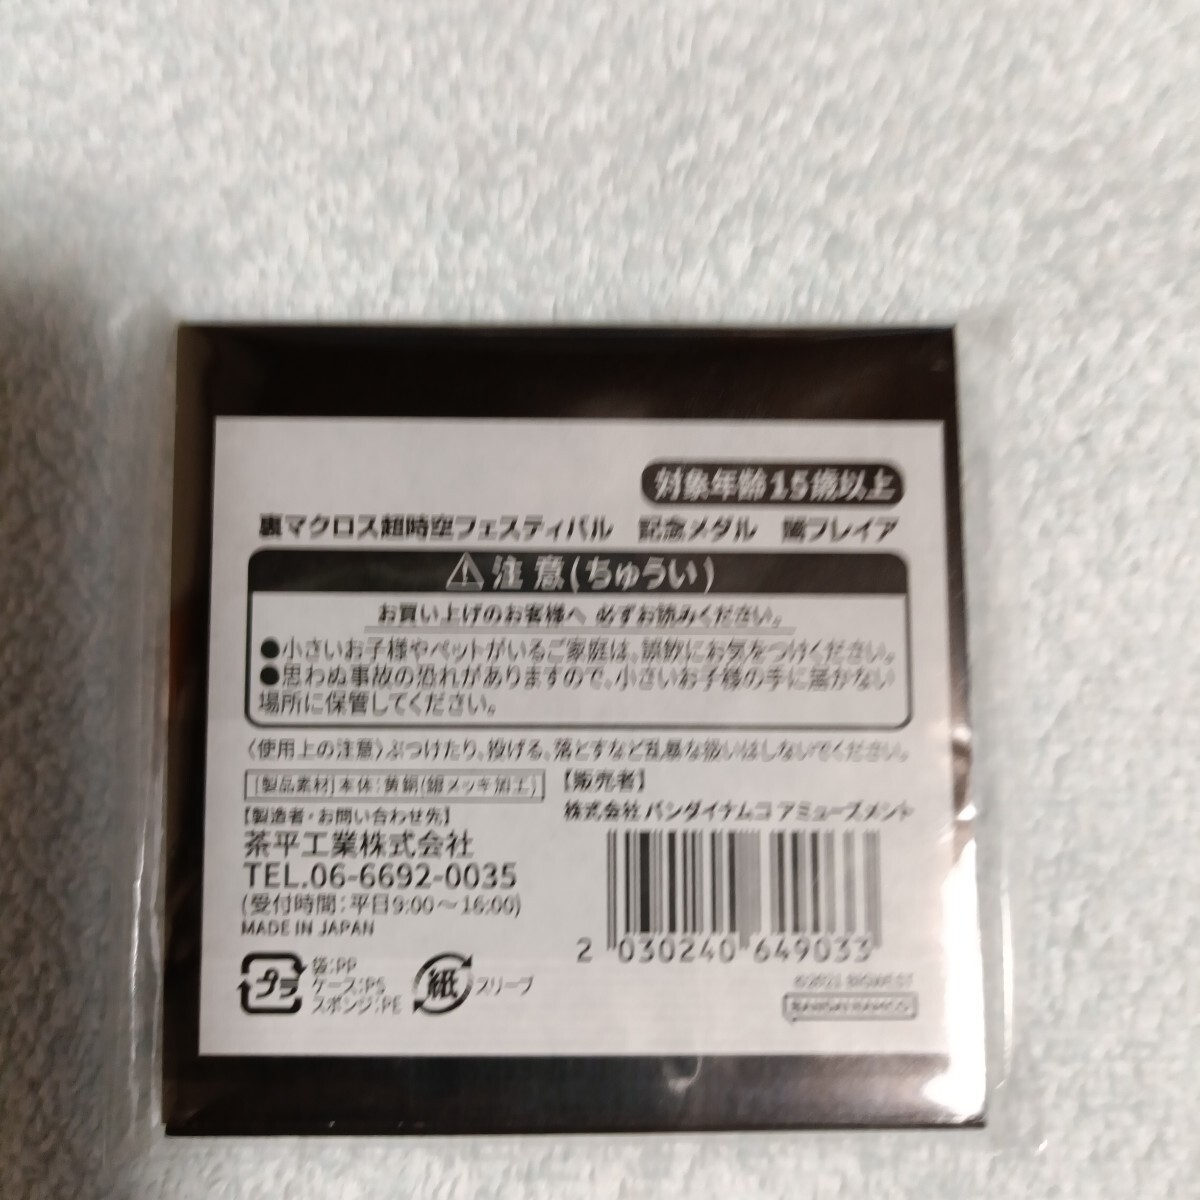 対象年齢15歳以上
裏マクロス超時空フェスティバル 記念メダル 闇フレイア
⚠注意(ちゅうい)
お買い上げのお客様へ 必ずお読みください。
●小さいお子様やペットがいるご家庭は、誤飲にお気をつけください。
●思わぬ事故の恐れがありますので、小さいお子様の手に届かない
場所に保管してください。
〈使用上の注意〉ぶつけたり、投げる、落とすなど乱暴な扱いはしないでください。
[製品素材] 本体:黄銅(銀メッキ加工)
【製造者・お問い合わせ先】
茶平工業株式会社
TEL.06-6692-0035
(受付時間:平日9:00～16:00)
MADE IN JAPAN
【販売者】
株式会社 バンダイナムコ アミューズメント
2 030240 649033
プラ
袋:PP
ケース:PS
スポンジ:PE
紙
スリーブ
BANDAI NAMCO